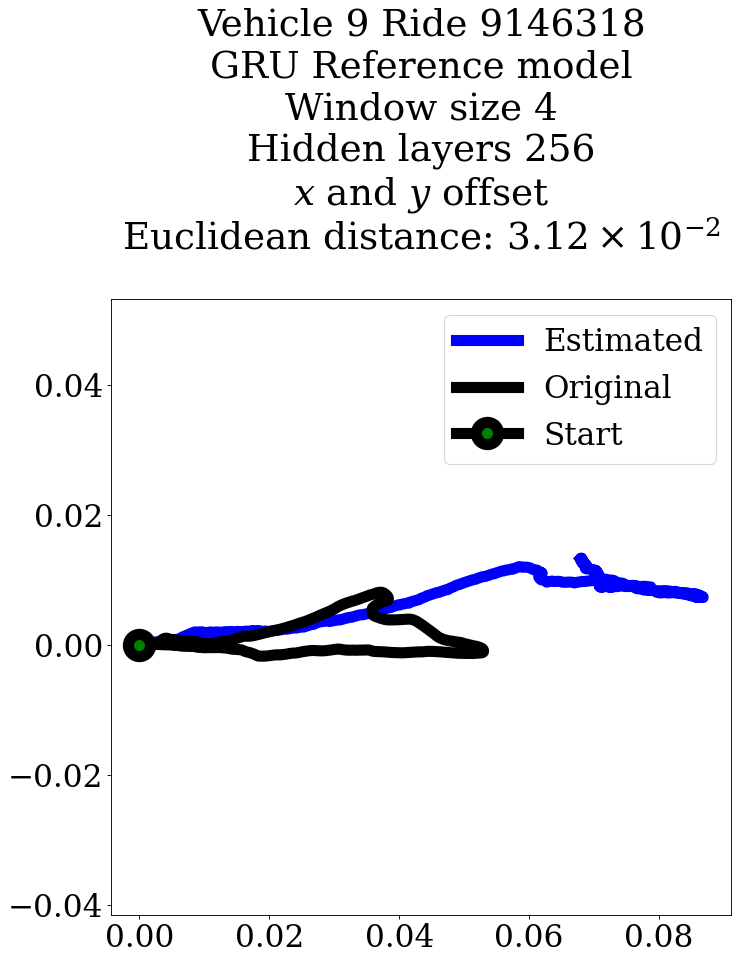 Vehicle 9 Ride 9146318
GRU Reference model
Window size 4
Hidden layers 256
x and y offset
Euclidean distance: 3.12 × 10⁻²
Estimated
Original
Start
0.04
0.02
0.00
−0.02
−0.04
0.00 0.02 0.04 0.06 0.08